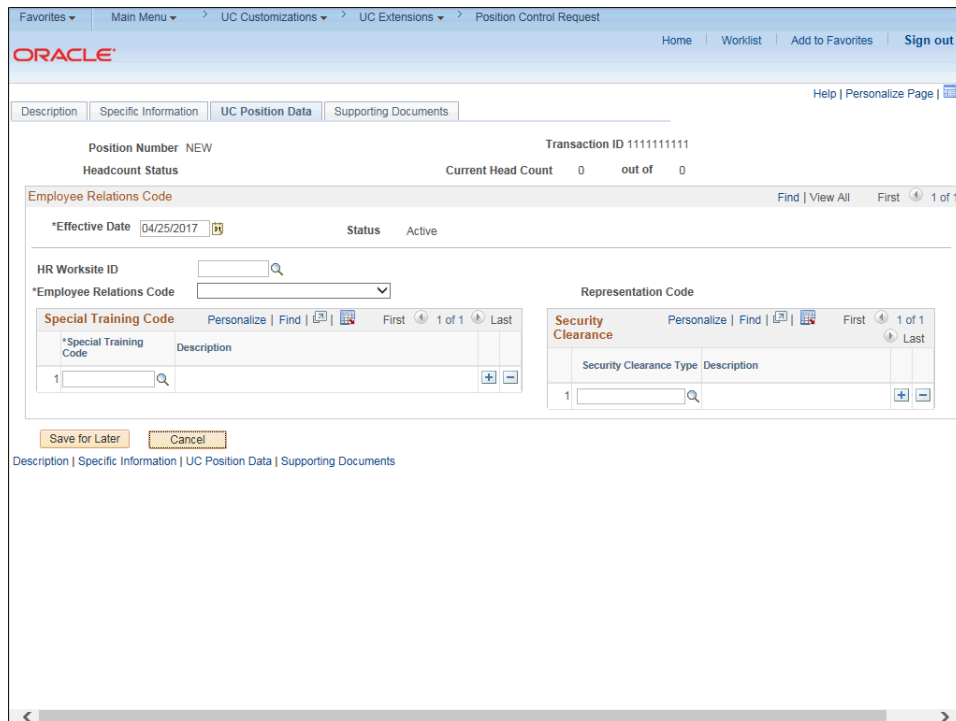 Favorites Main Menu > UC Customizations > UC Extensions > Position Control Request
Home | Worklist | Add to Favorites | Sign out
ORACLE
Help | Personalize Page |
Description Specific Information UC Position Data Supporting Documents
Position Number NEW Transaction ID 1111111111
Headcount Status Current Head Count 0 out of 0
Employee Relations Code Find | View All First 1 of 1
*Effective Date 04/25/2017 Status Active
HR Worksite ID
*Employee Relations Code Representation Code
Special Training Code Personalize | Find | | First 1 of 1 Last
*Special Training Code Description
1
Security Clearance Personalize | Find | | First 1 of 1 Last
Security Clearance Type Description
1
Save for Later Cancel
Description | Specific Information | UC Position Data | Supporting Documents